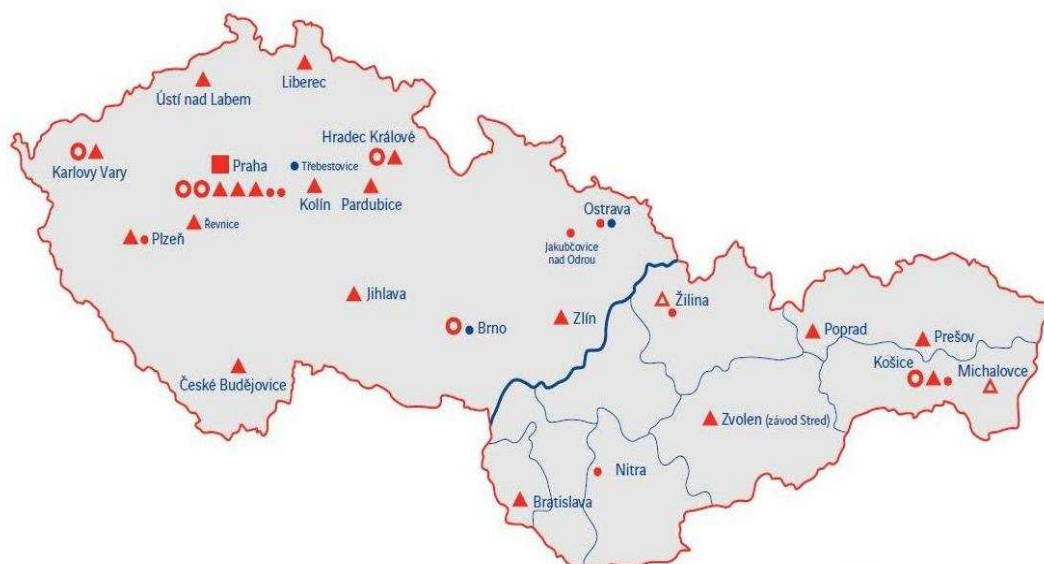 Liberec
Ústí nad Labem
Hradec Králové
Karlovy Vary
Praha
Třebestovice
Kolín
Pardubice
Řevnice
Plzeň
Ostrava
Jakubčovice
nad Odrou
Jihlava
Zlín
Brno
Žilina
Poprad
Prešov
České Budějovice
Košice
Michalovce
Zvolen (závod Stred)
Nitra
Bratislava